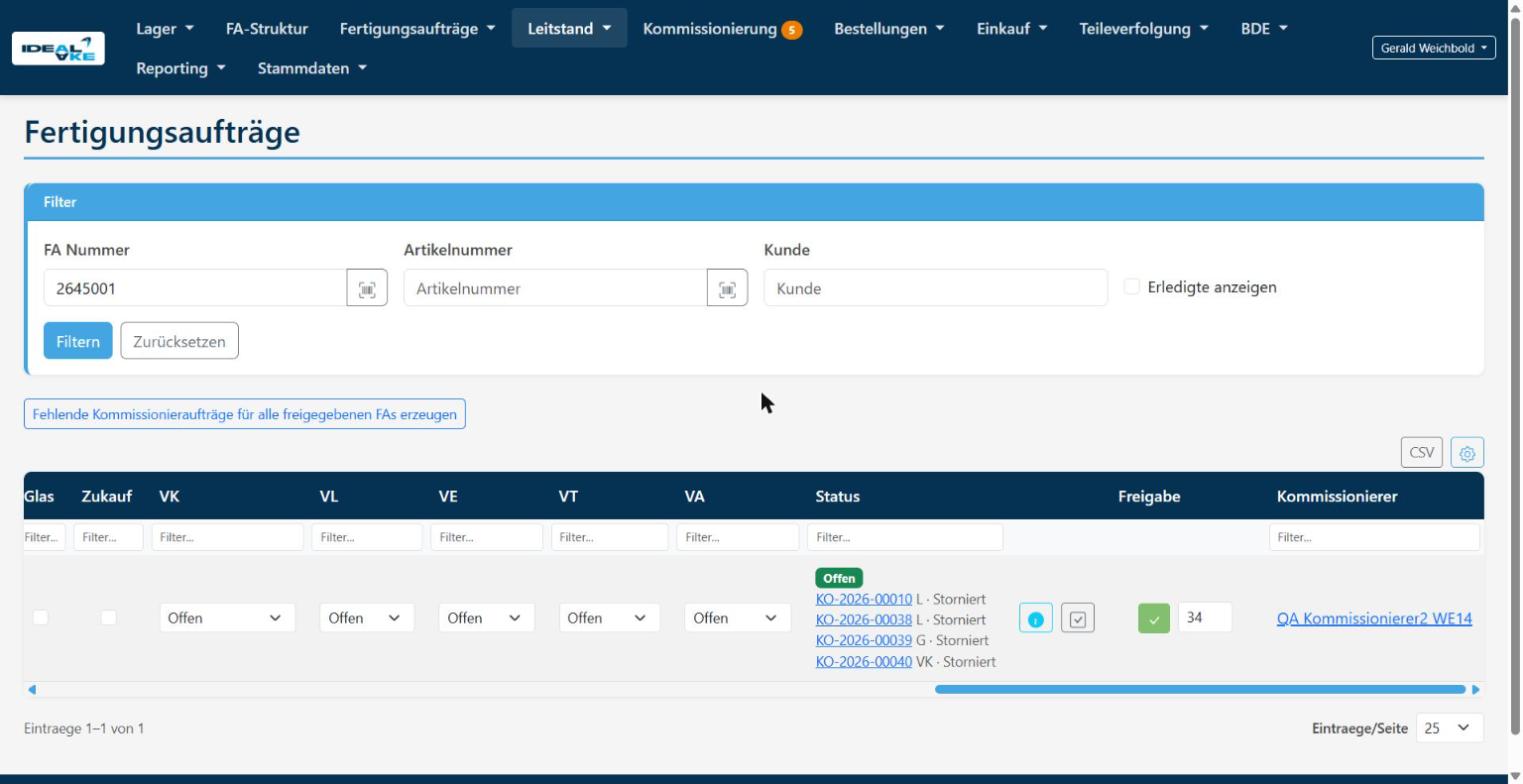 IDEAL AKE
Lager
FA-Struktur
Fertigungsaufträge
Leitstand
Kommissionierung 5
Bestellungen
Einkauf
Teileverfolgung
BDE
Reporting
Stammdaten
Gerald Weichbold
Fertigungsaufträge
Filter
FA Nummer Artikelnummer Kunde
2645001 Artikelnummer Kunde Erledigte anzeigen
Filtern Zurücksetzen
Fehlende Kommissionieraufträge für alle freigegebenen FAs erzeugen
CSV
Glas Zukauf VK VL VE VT VA Status Freigabe Kommissionierer
Filter... Filter... Filter... Filter... Filter... Filter... Filter... Filter... Filter...
Offen
KO-2026-00010 L · Storniert
KO-2026-00038 L · Storniert
KO-2026-00039 G · Storniert
KO-2026-00040 VK · Storniert
Offen Offen Offen Offen Offen 34 QA Kommissionierer2 WE14
Eintraege 1–1 von 1 Eintraege/Seite 25